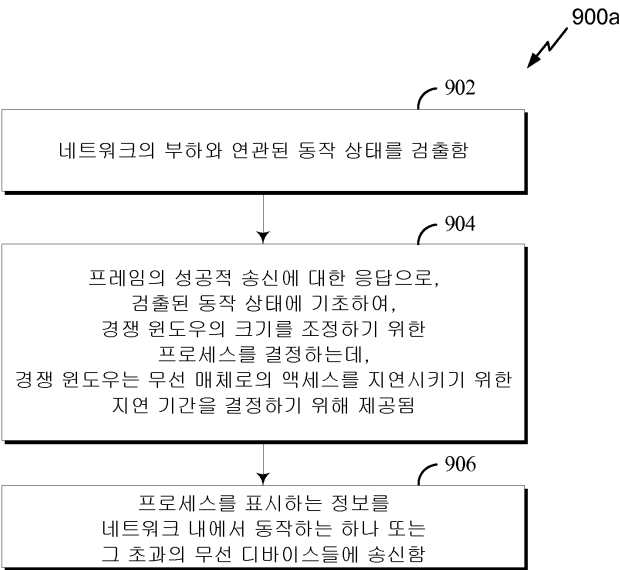 900a
902
네트워크의 부하와 연관된 동작 상태를 검출함
904
프레임의 성공적 송신에 대한 응답으로,
검출된 동작 상태에 기초하여,
경쟁 윈도우의 크기를 조정하기 위한
프로세스를 결정하는데,
경쟁 윈도우는 무선 매체로의 액세스를 지연시키기 위한
지연 기간을 결정하기 위해 제공됨
906
프로세스를 표시하는 정보를
네트워크 내에서 동작하는 하나 또는
그 초과의 무선 디바이스들에 송신함